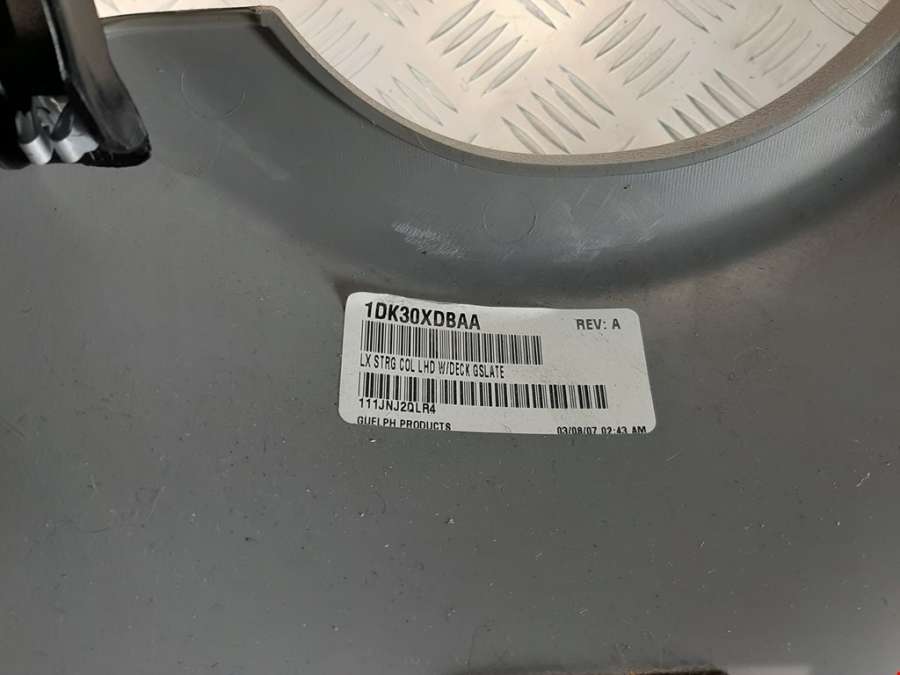 1DK30XDBAA
REV: A
LX STRG COL LHD W/DECK GSLATE
111JNJ2QLR4
GUELPH PRODUCTS
03/08/07 02:43 AM